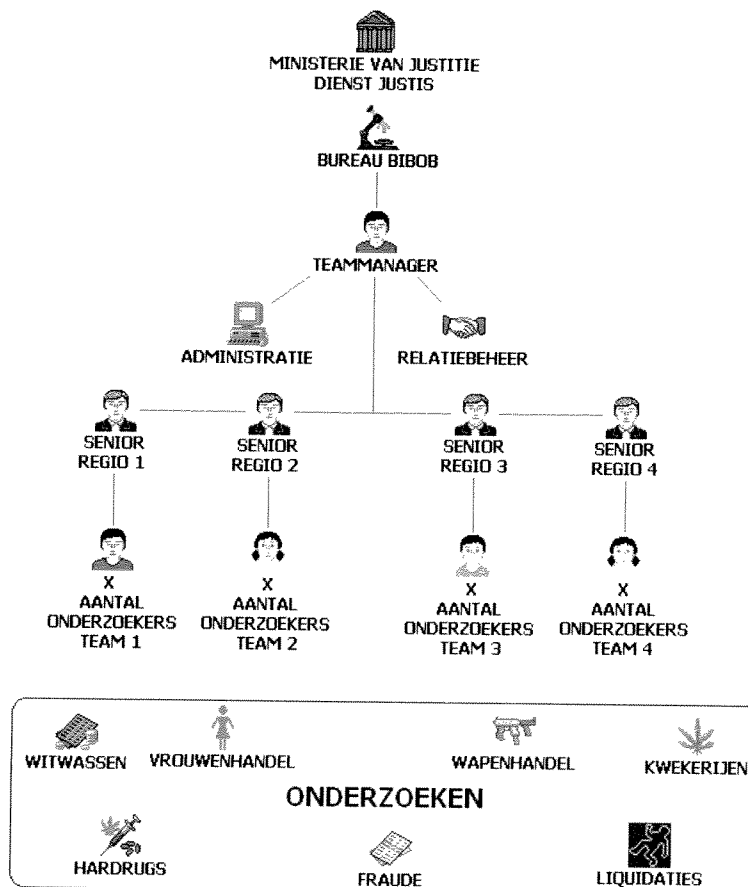 MINISTERIE VAN JUSTITIE
DIENST JUSTIS
BUREAU BIBOB
TEAMMANAGER
ADMINISTRATIE
RELATIEBEHEER
SENIOR
REGIO 1
SENIOR
REGIO 2
SENIOR
REGIO 3
SENIOR
REGIO 4
X
AANTAL
ONDERZOEKERS
TEAM 1
X
AANTAL
ONDERZOEKERS
TEAM 2
X
AANTAL
ONDERZOEKERS
TEAM 3
X
AANTAL
ONDERZOEKERS
TEAM 4
WITWASSEN
VROUWENHANDEL
WAPENHANDEL
KWEKERIJEN
ONDERZOEKEN
HARDRUGS
FRAUDE
LIQUIDATIES